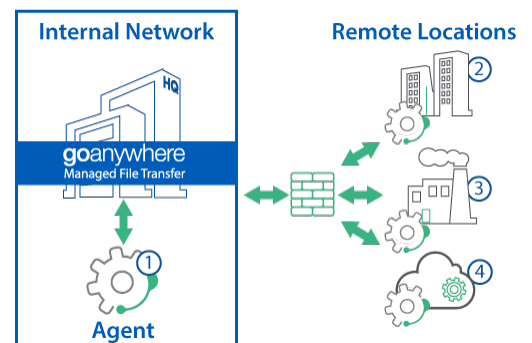 Internal Network
HQ
goanywhere
Managed File Transfer
1
Agent
Remote Locations
2
3
4